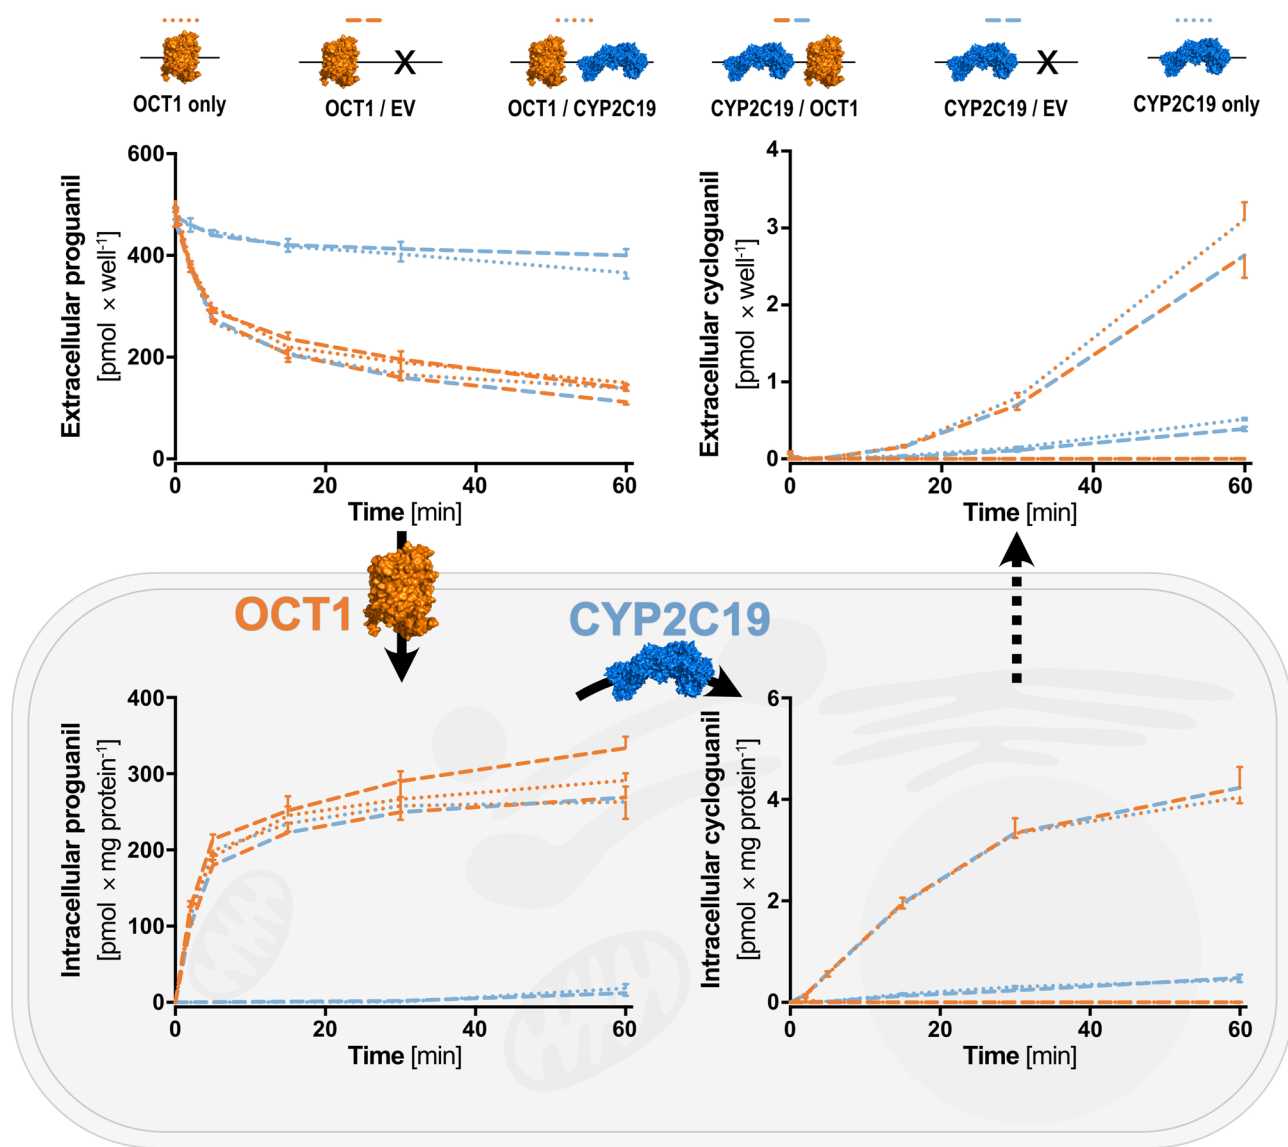 OCT1 only
OCT1 / EV
OCT1 / CYP2C19
CYP2C19 / OCT1
CYP2C19 / EV
CYP2C19 only
X
X
Extracellular proguanil
[pmol × well⁻¹]
600
400
200
0
0 20 40 60
Time [min]
Extracellular cycloguanil
[pmol × well⁻¹]
4
3
2
1
0
0 20 40 60
Time [min]
OCT1
CYP2C19
Intracellular proguanil
[pmol × mg protein⁻¹]
400
300
200
100
0
0 20 40 60
Time [min]
Intracellular cycloguanil
[pmol × mg protein⁻¹]
6
4
2
0
0 20 40 60
Time [min]